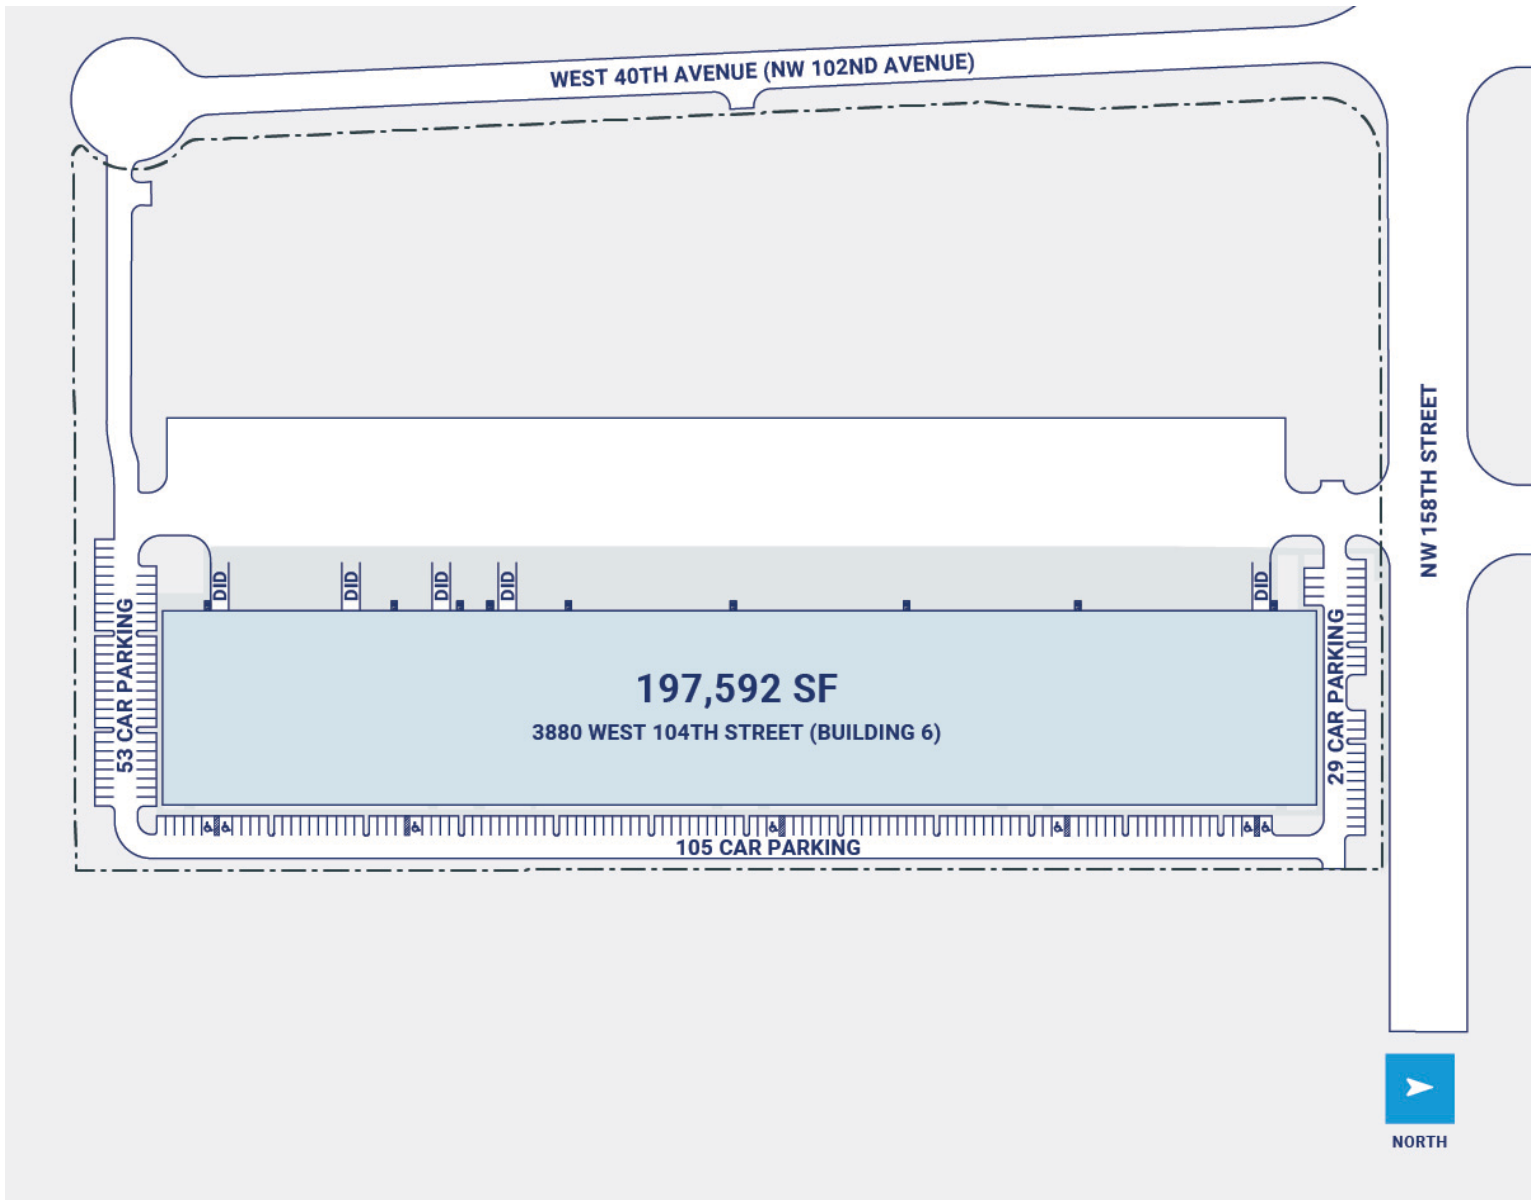 WEST 40TH AVENUE (NW 102ND AVENUE)
NW 158TH STREET
DID
DID
DID
DID
DID
197,592 SF
3880 WEST 104TH STREET (BUILDING 6)
53 CAR PARKING
29 CAR PARKING
105 CAR PARKING
NORTH